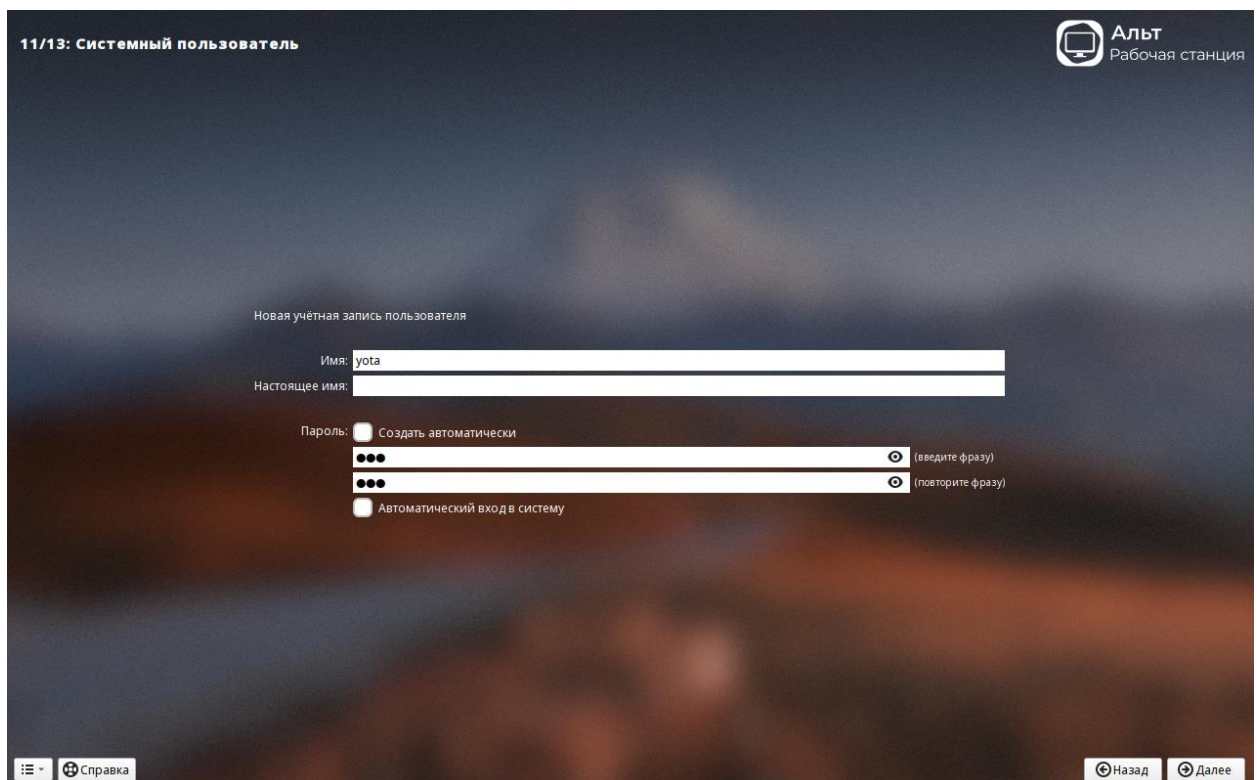 11/13: Системный пользователь
Альт
Рабочая станция
Новая учётная запись пользователя
Имя: yota
Настоящее имя:
Пароль: Создать автоматически
●●● (введите фразу)
●●● (повторите фразу)
Автоматический вход в систему
Справка
Назад Далее